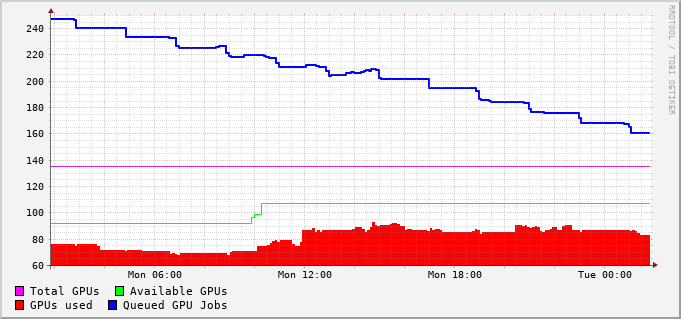 RRDTOOL / TOBI OETIKER
240
220
200
180
160
140
120
100
80
60
Mon 06:00 Mon 12:00 Mon 18:00 Tue 00:00
Total GPUs Available GPUs
GPUs used Queued GPU Jobs